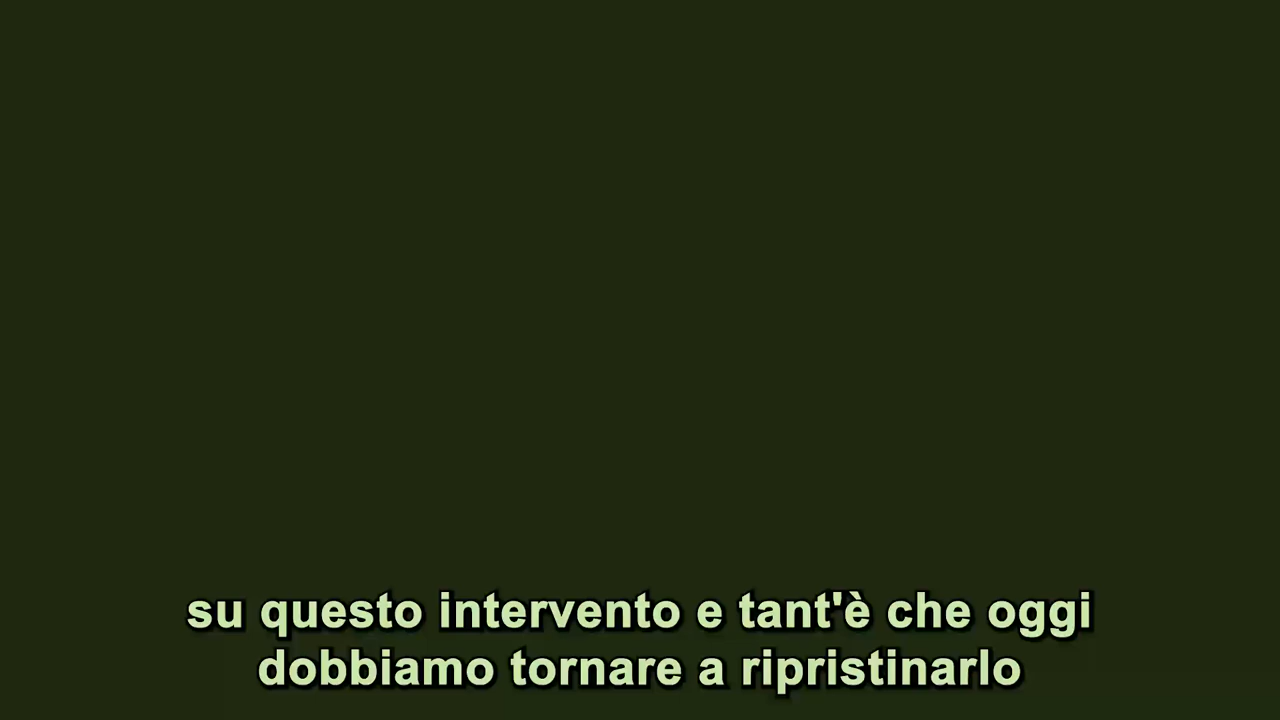 su questo intervento e tant'è che oggi
dobbiamo tornare a ripristinarlo